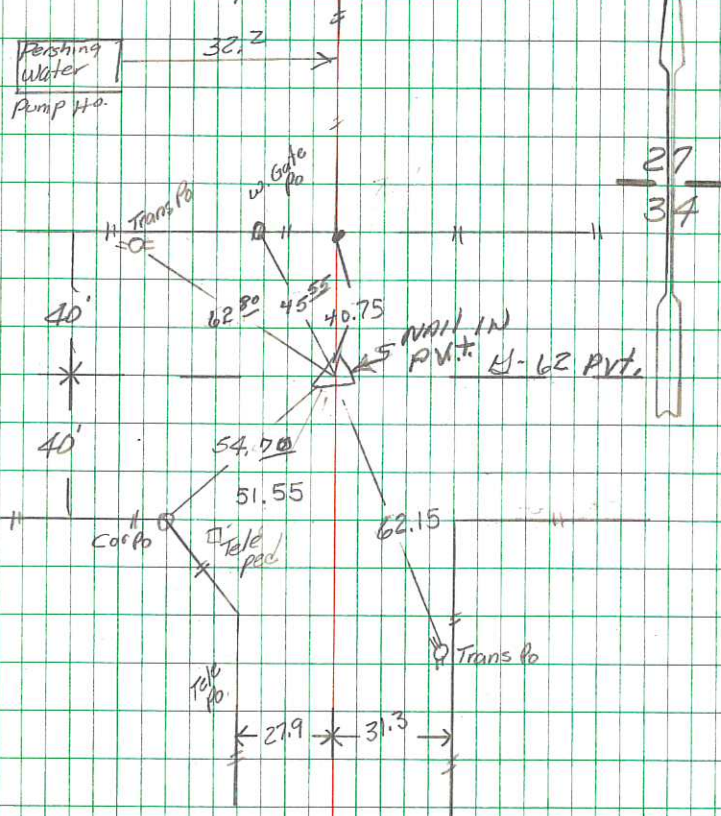 Pershing
Water
Pump Ho.
32.2
27
34
W. Gate
Po
Trans Po
40'
62.80
45.55
40.75
NAIL IN
PVT.
H-62 PVT.
40'
54.70
51.55
62.15
Cor Po
Tele
ped
Trans Po
Tele
Po.
27.9
31.3